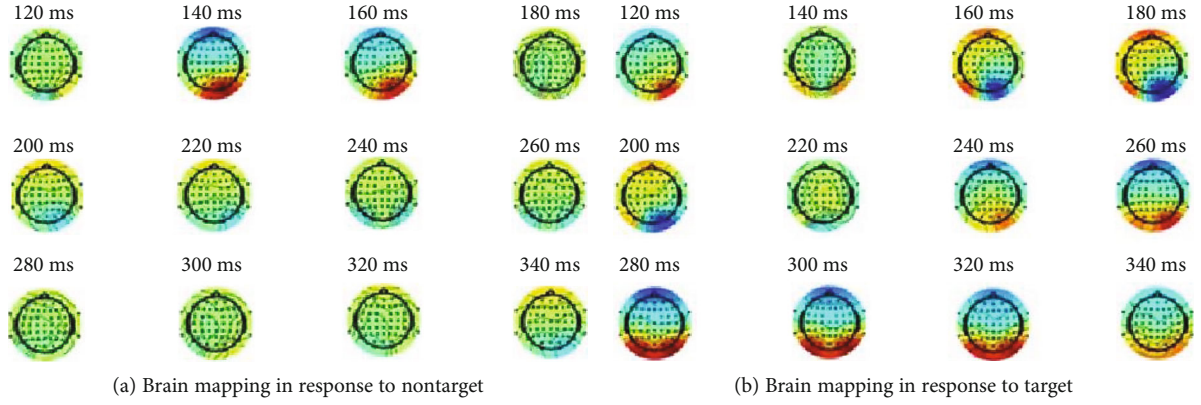 120 ms 140 ms 160 ms 180 ms 120 ms 140 ms 160 ms 180 ms
200 ms 220 ms 240 ms 260 ms 200 ms 220 ms 240 ms 260 ms
280 ms 300 ms 320 ms 340 ms 280 ms 300 ms 320 ms 340 ms
(a) Brain mapping in response to nontarget (b) Brain mapping in response to target